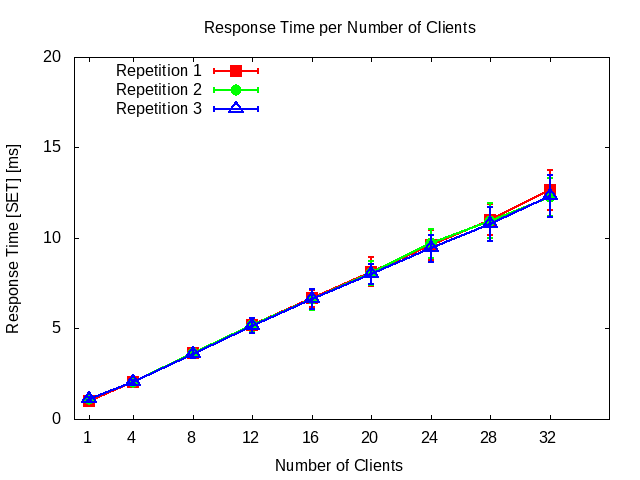 Response Time per Number of Clients
Repetition 1
Repetition 2
Repetition 3
20
15
10
5
0
Response Time [SET] [ms]
1 4 8 12 16 20 24 28 32
Number of Clients